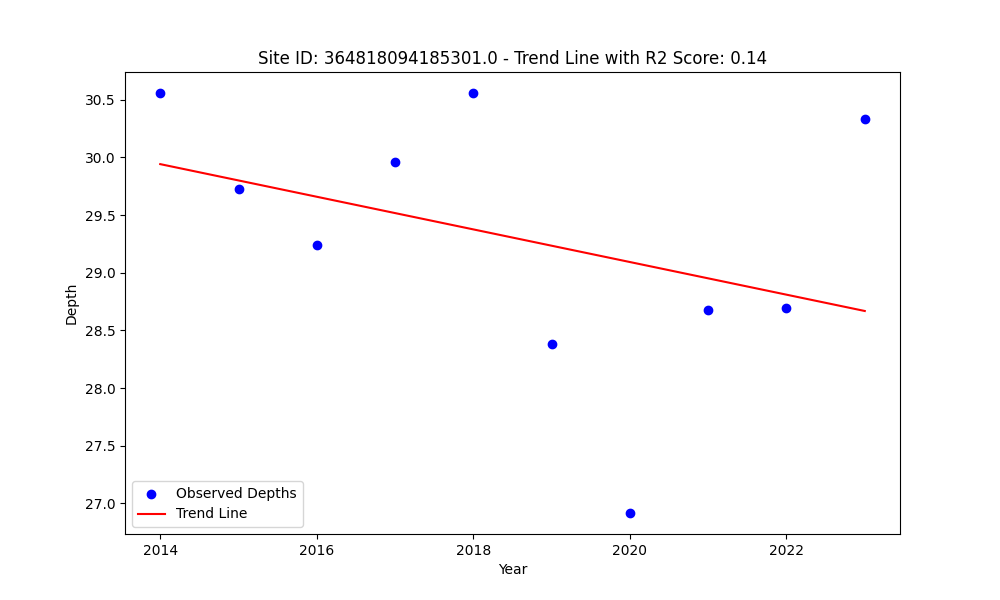 Site ID: 364818094185301.0 - Trend Line with R2 Score: 0.14
30.5
30.0
29.5
29.0
28.5
28.0
27.5
27.0
Depth
Observed Depths
Trend Line
2014
2016
2018
2020
2022
Year